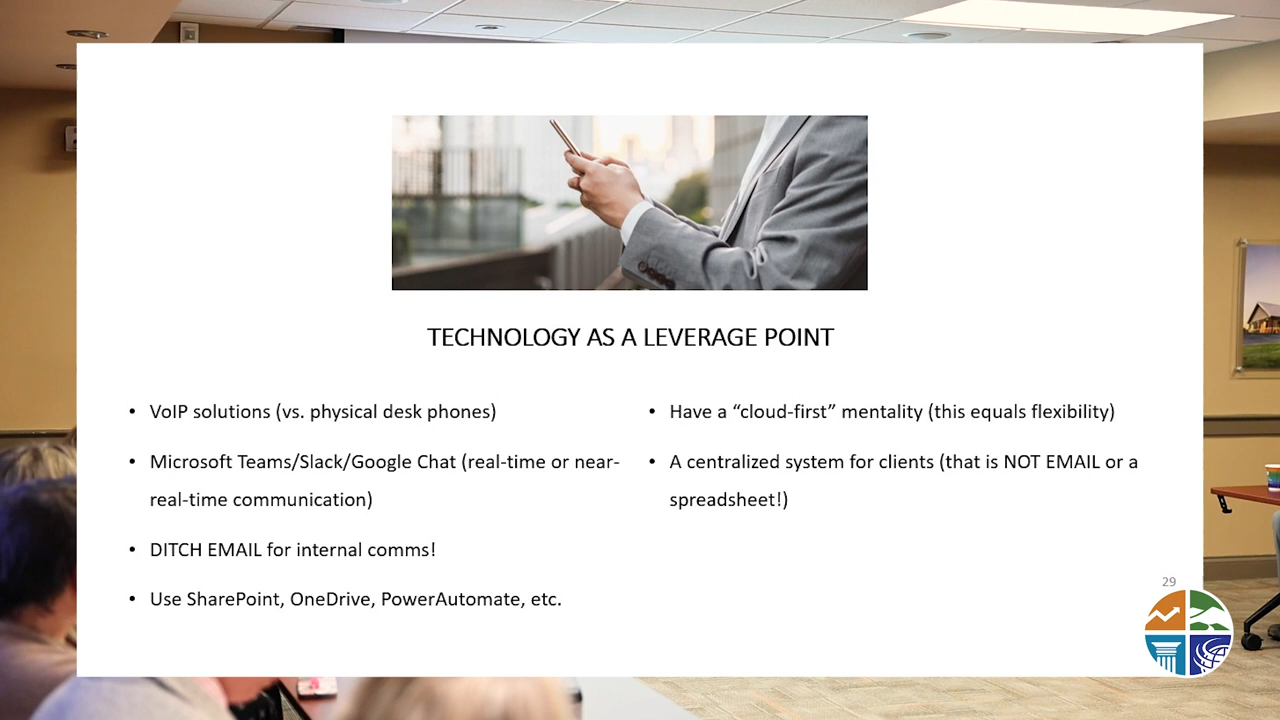 TECHNOLOGY AS A LEVERAGE POINT
• VoIP solutions (vs. physical desk phones)
• Microsoft Teams/Slack/Google Chat (real-time or near-
real-time communication)
• DITCH EMAIL for internal comms!
• Use SharePoint, OneDrive, PowerAutomate, etc.
• Have a “cloud-first” mentality (this equals flexibility)
• A centralized system for clients (that is NOT EMAIL or a
spreadsheet!)
29